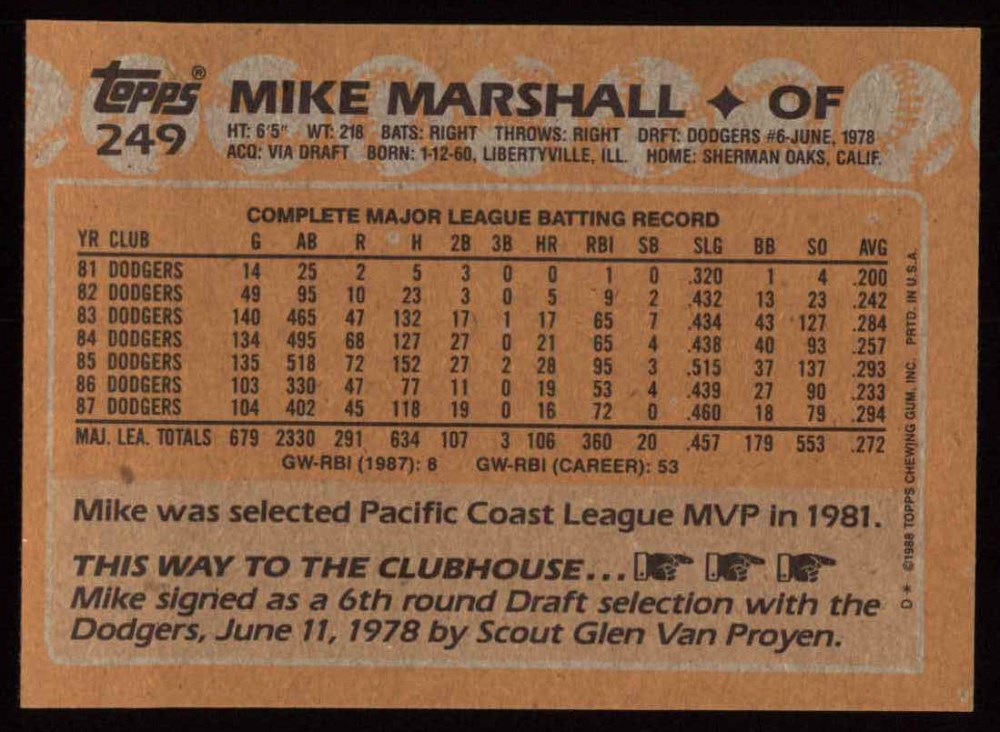 Topps® MIKE MARSHALL ✦ OF
249 HT: 6'5" WT: 218 BATS: RIGHT THROWS: RIGHT DRFT: DODGERS #6-JUNE, 1978
ACQ: VIA DRAFT BORN: 1-12-60, LIBERTYVILLE, ILL. HOME: SHERMAN OAKS, CALIF.
COMPLETE MAJOR LEAGUE BATTING RECORD
YR CLUB G AB R H 2B 3B HR RBI SB SLG BB SO AVG
81 DODGERS 14 25 2 5 3 0 0 1 0 .320 1 4 .200
82 DODGERS 49 95 10 23 3 0 5 9 2 .432 13 23 .242
83 DODGERS 140 465 47 132 17 1 17 65 7 .434 43 127 .284
84 DODGERS 134 495 68 127 27 0 21 65 4 .438 40 93 .257
85 DODGERS 135 518 72 152 27 2 28 95 3 .515 37 137 .293
86 DODGERS 103 330 47 77 11 0 19 53 4 .439 27 90 .233
87 DODGERS 104 402 45 118 19 0 16 72 0 .460 18 79 .294
MAJ. LEA. TOTALS 679 2330 291 634 107 3 106 360 20 .457 179 553 .272
GW-RBI (1987): 8 GW-RBI (CAREER): 53
Mike was selected Pacific Coast League MVP in 1981.
THIS WAY TO THE CLUBHOUSE...
Mike signed as a 6th round Draft selection with the
Dodgers, June 11, 1978 by Scout Glen Van Proyen.
D* ©1988 TOPPS CHEWING GUM, INC. PRTD. IN U.S.A.